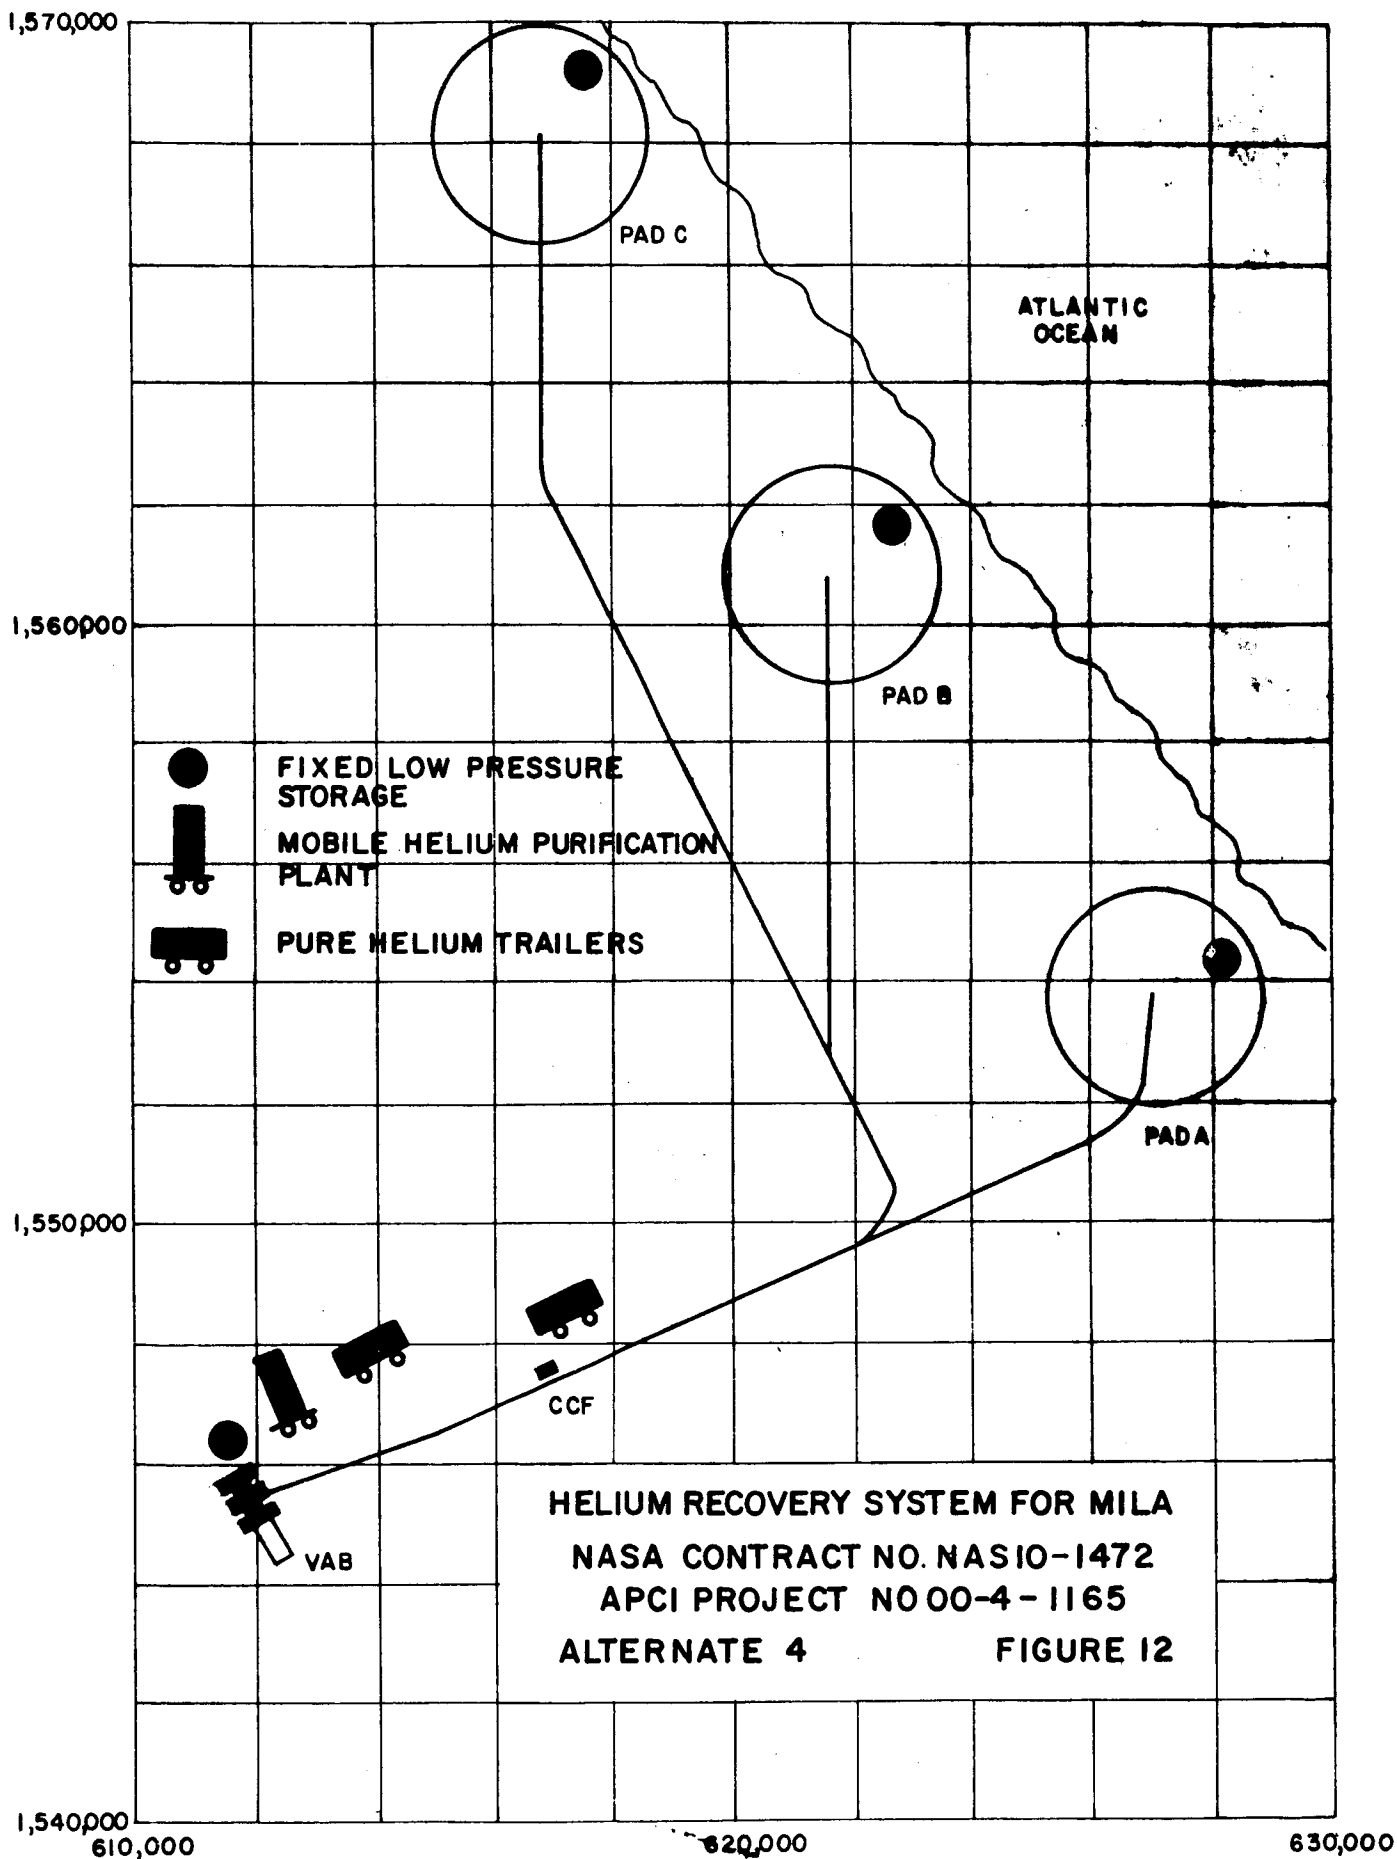 1,570,000
PAD C
ATLANTIC
OCEAN
1,560,000
PAD B
FIXED LOW PRESSURE
STORAGE
MOBILE HELIUM PURIFICATION
PLANT
PURE HELIUM TRAILERS
PAD A
1,550,000
CCF
VAB
HELIUM RECOVERY SYSTEM FOR MILA
NASA CONTRACT NO. NAS10-1472
APCI PROJECT NO 00-4-1165
ALTERNATE 4 FIGURE 12
1,540,000
610,000 620,000 630,000